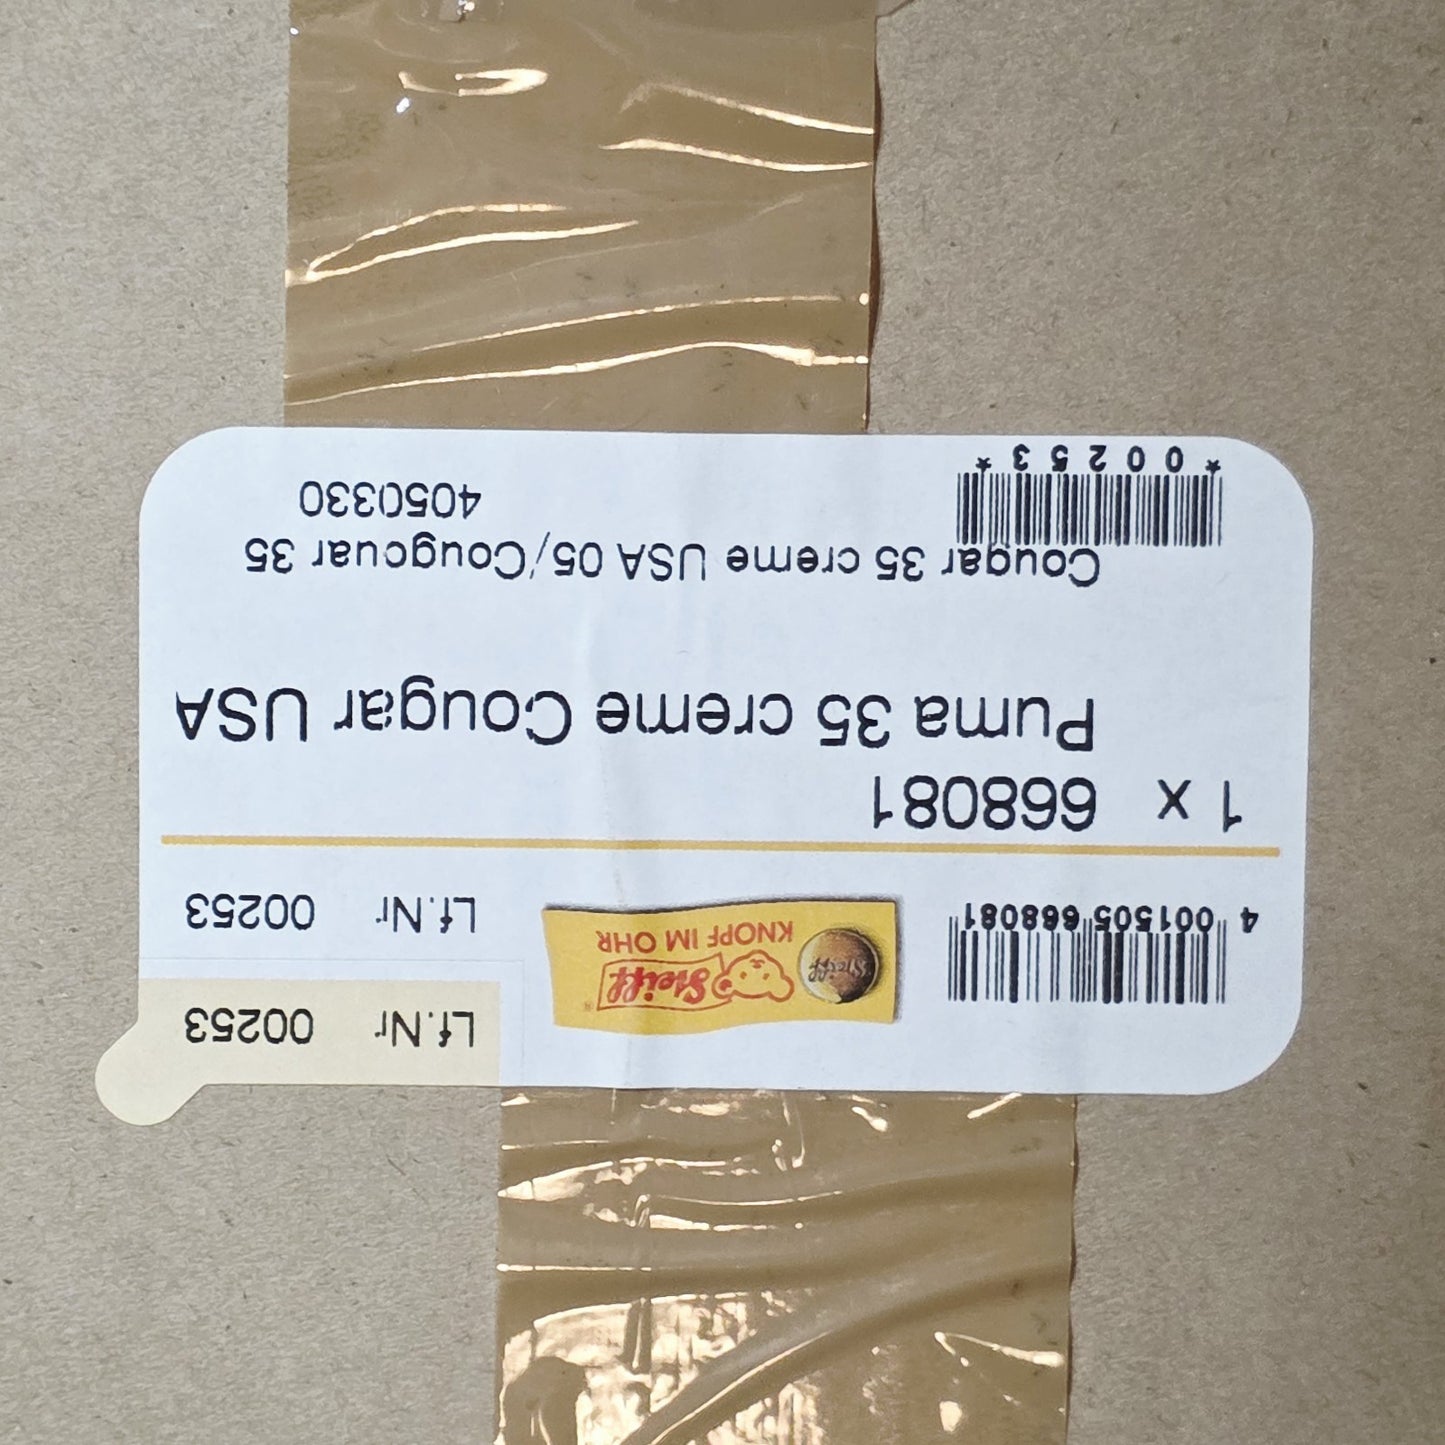 Lf.Nr 00253
4 001505 668081
Steiff
Steiff
KNOPF IM OHR
Lf.Nr 00253
1 x 668081
Puma 35 creme Cougar USA
Cougar 35 creme USA 05/Cougouar 35
4050330
*00253*